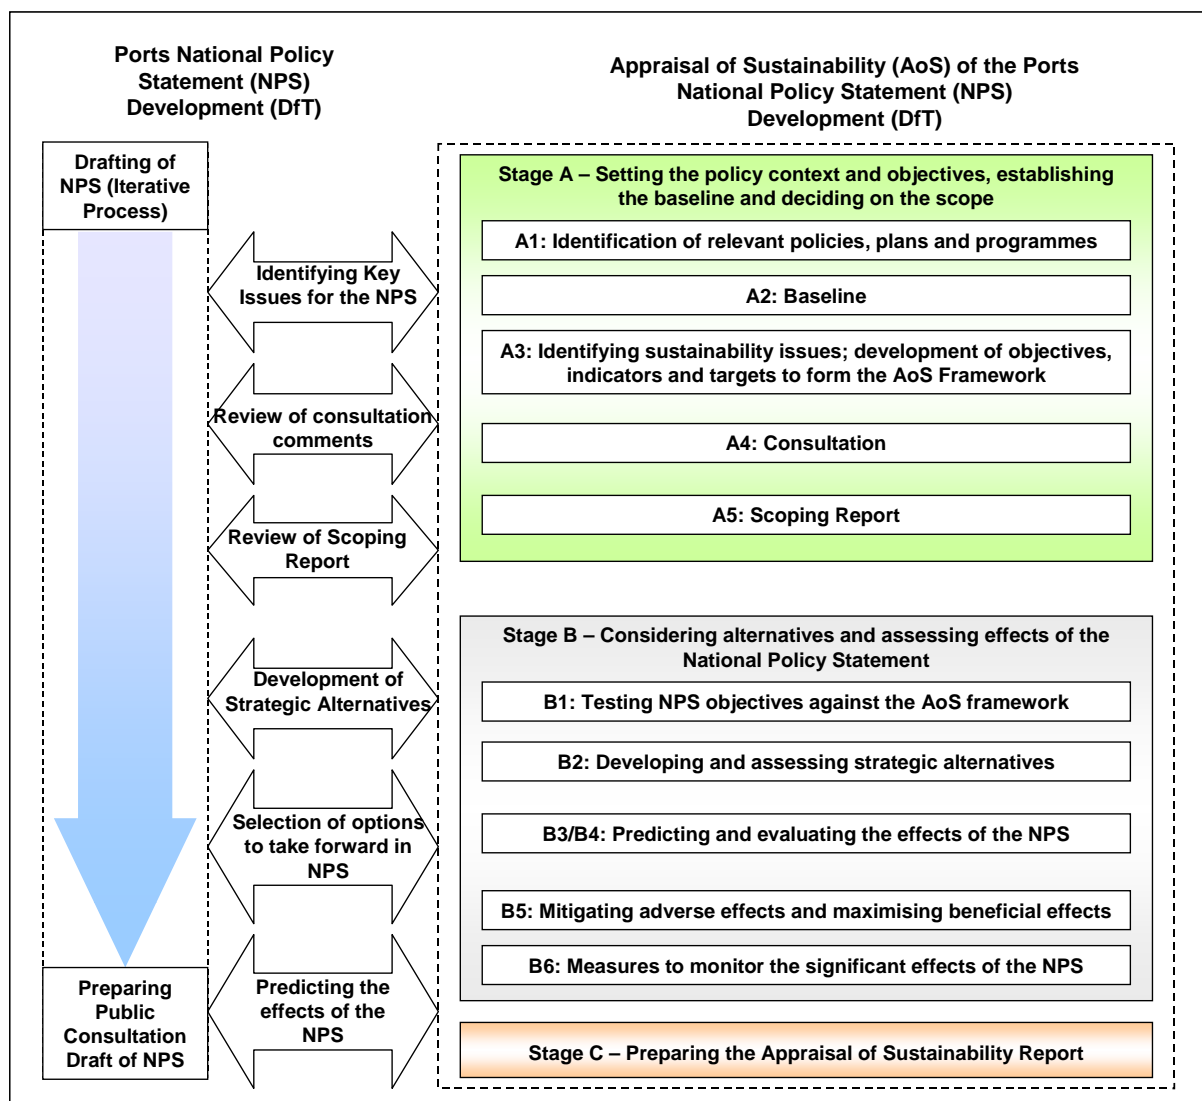 Ports National Policy
Statement (NPS)
Development (DfT)
Appraisal of Sustainability (AoS) of the Ports
National Policy Statement (NPS)
Development (DfT)
Drafting of
NPS (Iterative
Process)
Preparing
Public
Consultation
Draft of NPS
Identifying Key
Issues for the NPS
Review of consultation
comments
Review of Scoping
Report
Development of
Strategic Alternatives
Selection of options
to take forward in
NPS
Predicting the
effects of the
NPS
Stage A – Setting the policy context and objectives, establishing
the baseline and deciding on the scope
A1: Identification of relevant policies, plans and programmes
A2: Baseline
A3: Identifying sustainability issues; development of objectives,
indicators and targets to form the AoS Framework
A4: Consultation
A5: Scoping Report
Stage B – Considering alternatives and assessing effects of the
National Policy Statement
B1: Testing NPS objectives against the AoS framework
B2: Developing and assessing strategic alternatives
B3/B4: Predicting and evaluating the effects of the NPS
B5: Mitigating adverse effects and maximising beneficial effects
B6: Measures to monitor the significant effects of the NPS
Stage C – Preparing the Appraisal of Sustainability Report